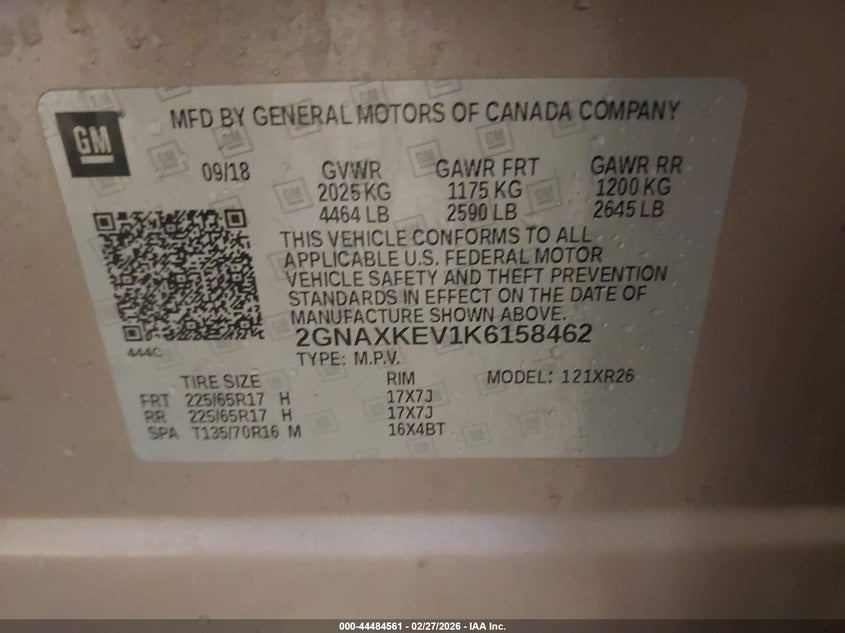 MFD BY GENERAL MOTORS OF CANADA COMPANY
GM
09/18 GVWR GAWR FRT GAWR RR
2025 KG 1175 KG 1200 KG
4464 LB 2590 LB 2645 LB
THIS VEHICLE CONFORMS TO ALL
APPLICABLE U.S. FEDERAL MOTOR
VEHICLE SAFETY AND THEFT PREVENTION
STANDARDS IN EFFECT ON THE DATE OF
MANUFACTURE SHOWN ABOVE.
2GNAXKEV1K6158462
444C
TYPE: M.P.V.
TIRE SIZE RIM MODEL: 121XR26
FRT 225/65R17 H 17X7J
RR 225/65R17 H 17X7J
SPA T135/70R16 M 16X4BT
000-44484561 | 02/27/2026 – IAA Inc.